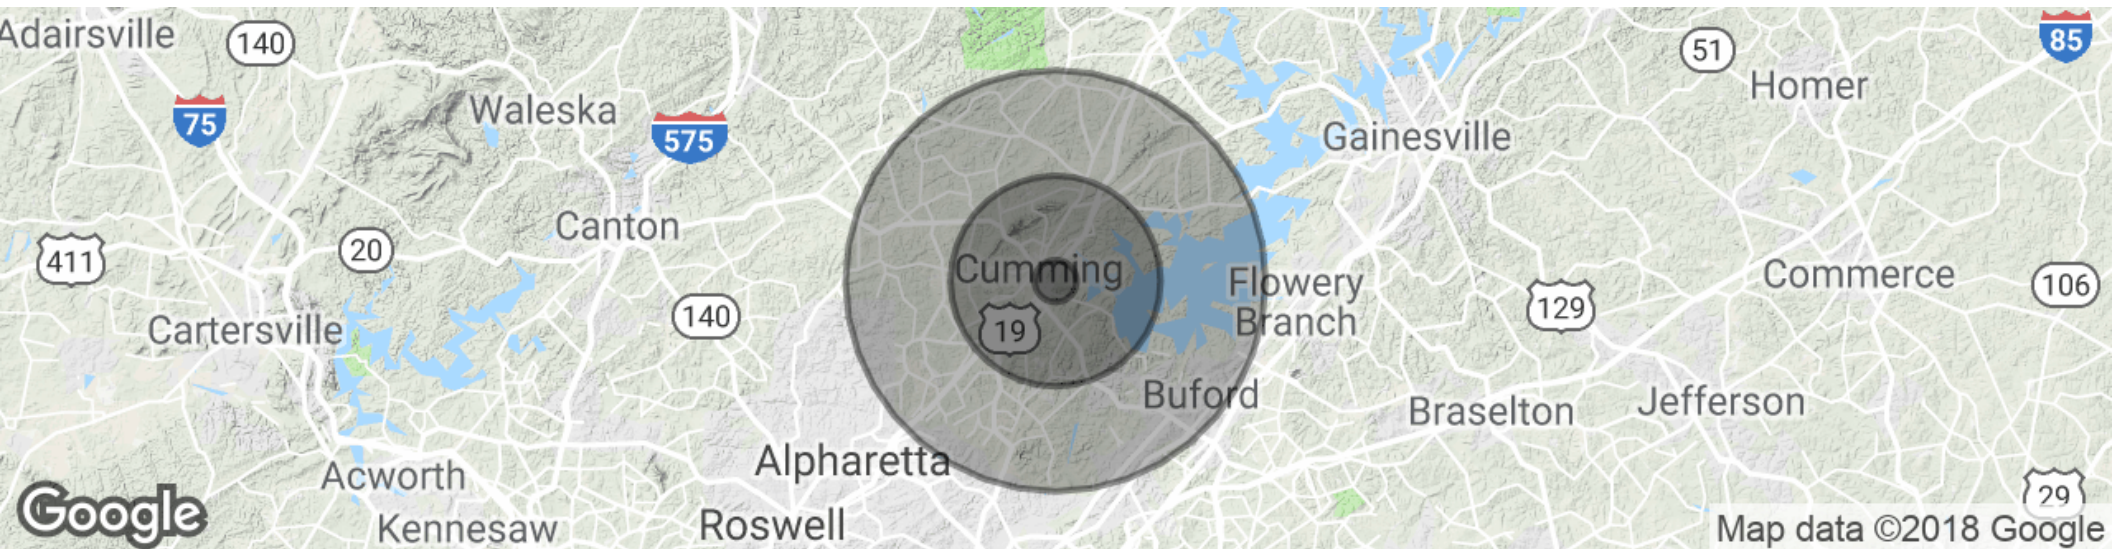 Adairsville
140
51
85
Homer
75
Waleska
575
Gainesville
Canton
20
411
Cumming
Flowery
Branch
Commerce
106
140
19
129
Cartersville
Buford
Braselton
Jefferson
Alpharetta
Acworth
29
Google
Kennesaw
Roswell
Map data ©2018 Google